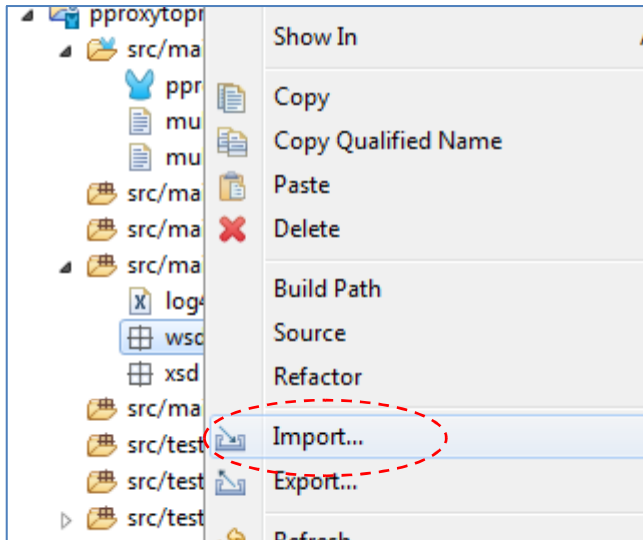 pproxytopr
src/ma
ppr
mu
mu
src/ma
src/ma
src/ma
log4
wsd
xsd
src/ma
src/test
src/test
src/test
Show In
Copy
Copy Qualified Name
Paste
Delete
Build Path
Source
Refactor
Import...
Export...
Refresh